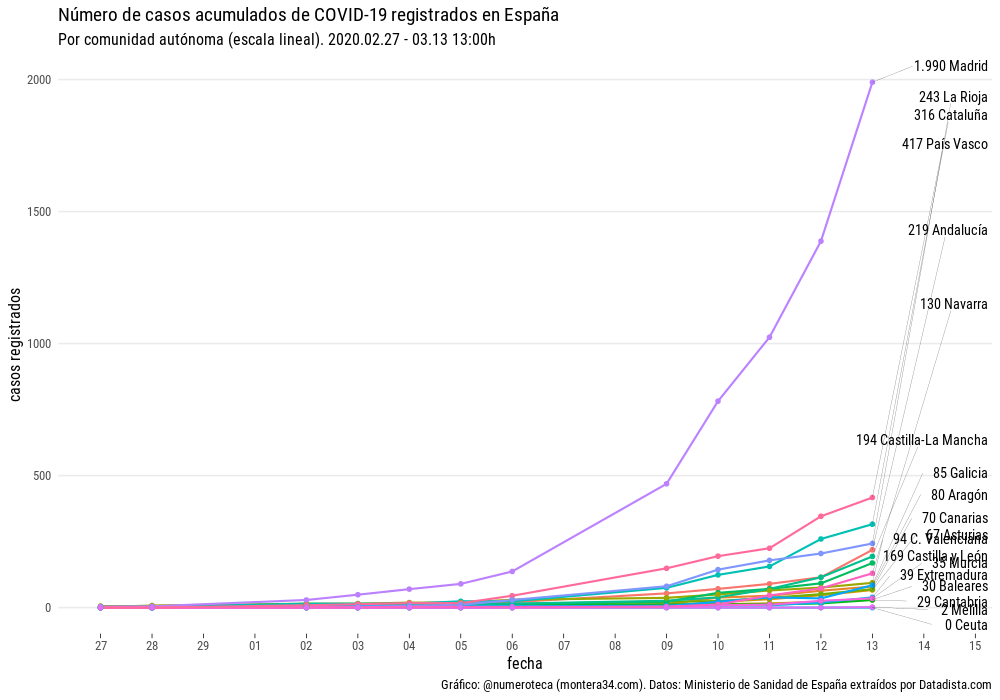 Número de casos acumulados de COVID-19 registrados en España
Por comunidad autónoma (escala lineal). 2020.02.27 - 03.13 13:00h
casos registrados
2000
1500
1000
500
0
1.990 Madrid
243 La Rioja
316 Cataluña
417 País Vasco
219 Andalucía
130 Navarra
194 Castilla-La Mancha
85 Galicia
80 Aragón
70 Canarias
67 Asturias
94 C. Valenciana
169 Castilla y León
35 Murcia
39 Extremadura
30 Baleares
29 Cantabria
2 Melilla
0 Ceuta
27 28 29 01 02 03 04 05 06 07 08 09 10 11 12 13 14 15
fecha
Gráfico: @numeroteca (montera34.com). Datos: Ministerio de Sanidad de España extraídos por Datadista.com